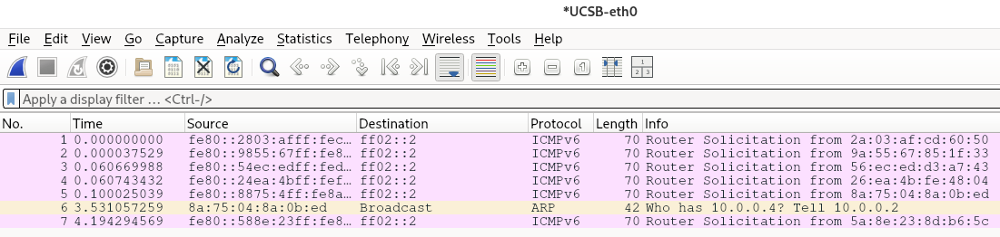 *UCSB-eth0
File Edit View Go Capture Analyze Statistics Telephony Wireless Tools Help
Apply a display filter … <Ctrl-/>
No. Time Source Destination Protocol Length Info
1 0.000000000 fe80::2803:afff:fec… ff02::2 ICMPv6 70 Router Solicitation from 2a:03:af:cd:60:50
2 0.000037529 fe80::9855:67ff:fe8… ff02::2 ICMPv6 70 Router Solicitation from 9a:55:67:85:1f:33
3 0.060669988 fe80::54ec:edff:fed… ff02::2 ICMPv6 70 Router Solicitation from 56:ec:ed:d3:a7:43
4 0.060743432 fe80::24ea:4bff:fef… ff02::2 ICMPv6 70 Router Solicitation from 26:ea:4b:fe:48:04
5 0.100025039 fe80::8875:4ff:fe8a… ff02::2 ICMPv6 70 Router Solicitation from 8a:75:04:8a:0b:ed
6 3.531057259 8a:75:04:8a:0b:ed Broadcast ARP 42 Who has 10.0.0.4? Tell 10.0.0.2
7 4.194294569 fe80::588e:23ff:fe8… ff02::2 ICMPv6 70 Router Solicitation from 5a:8e:23:8d:b6:5c